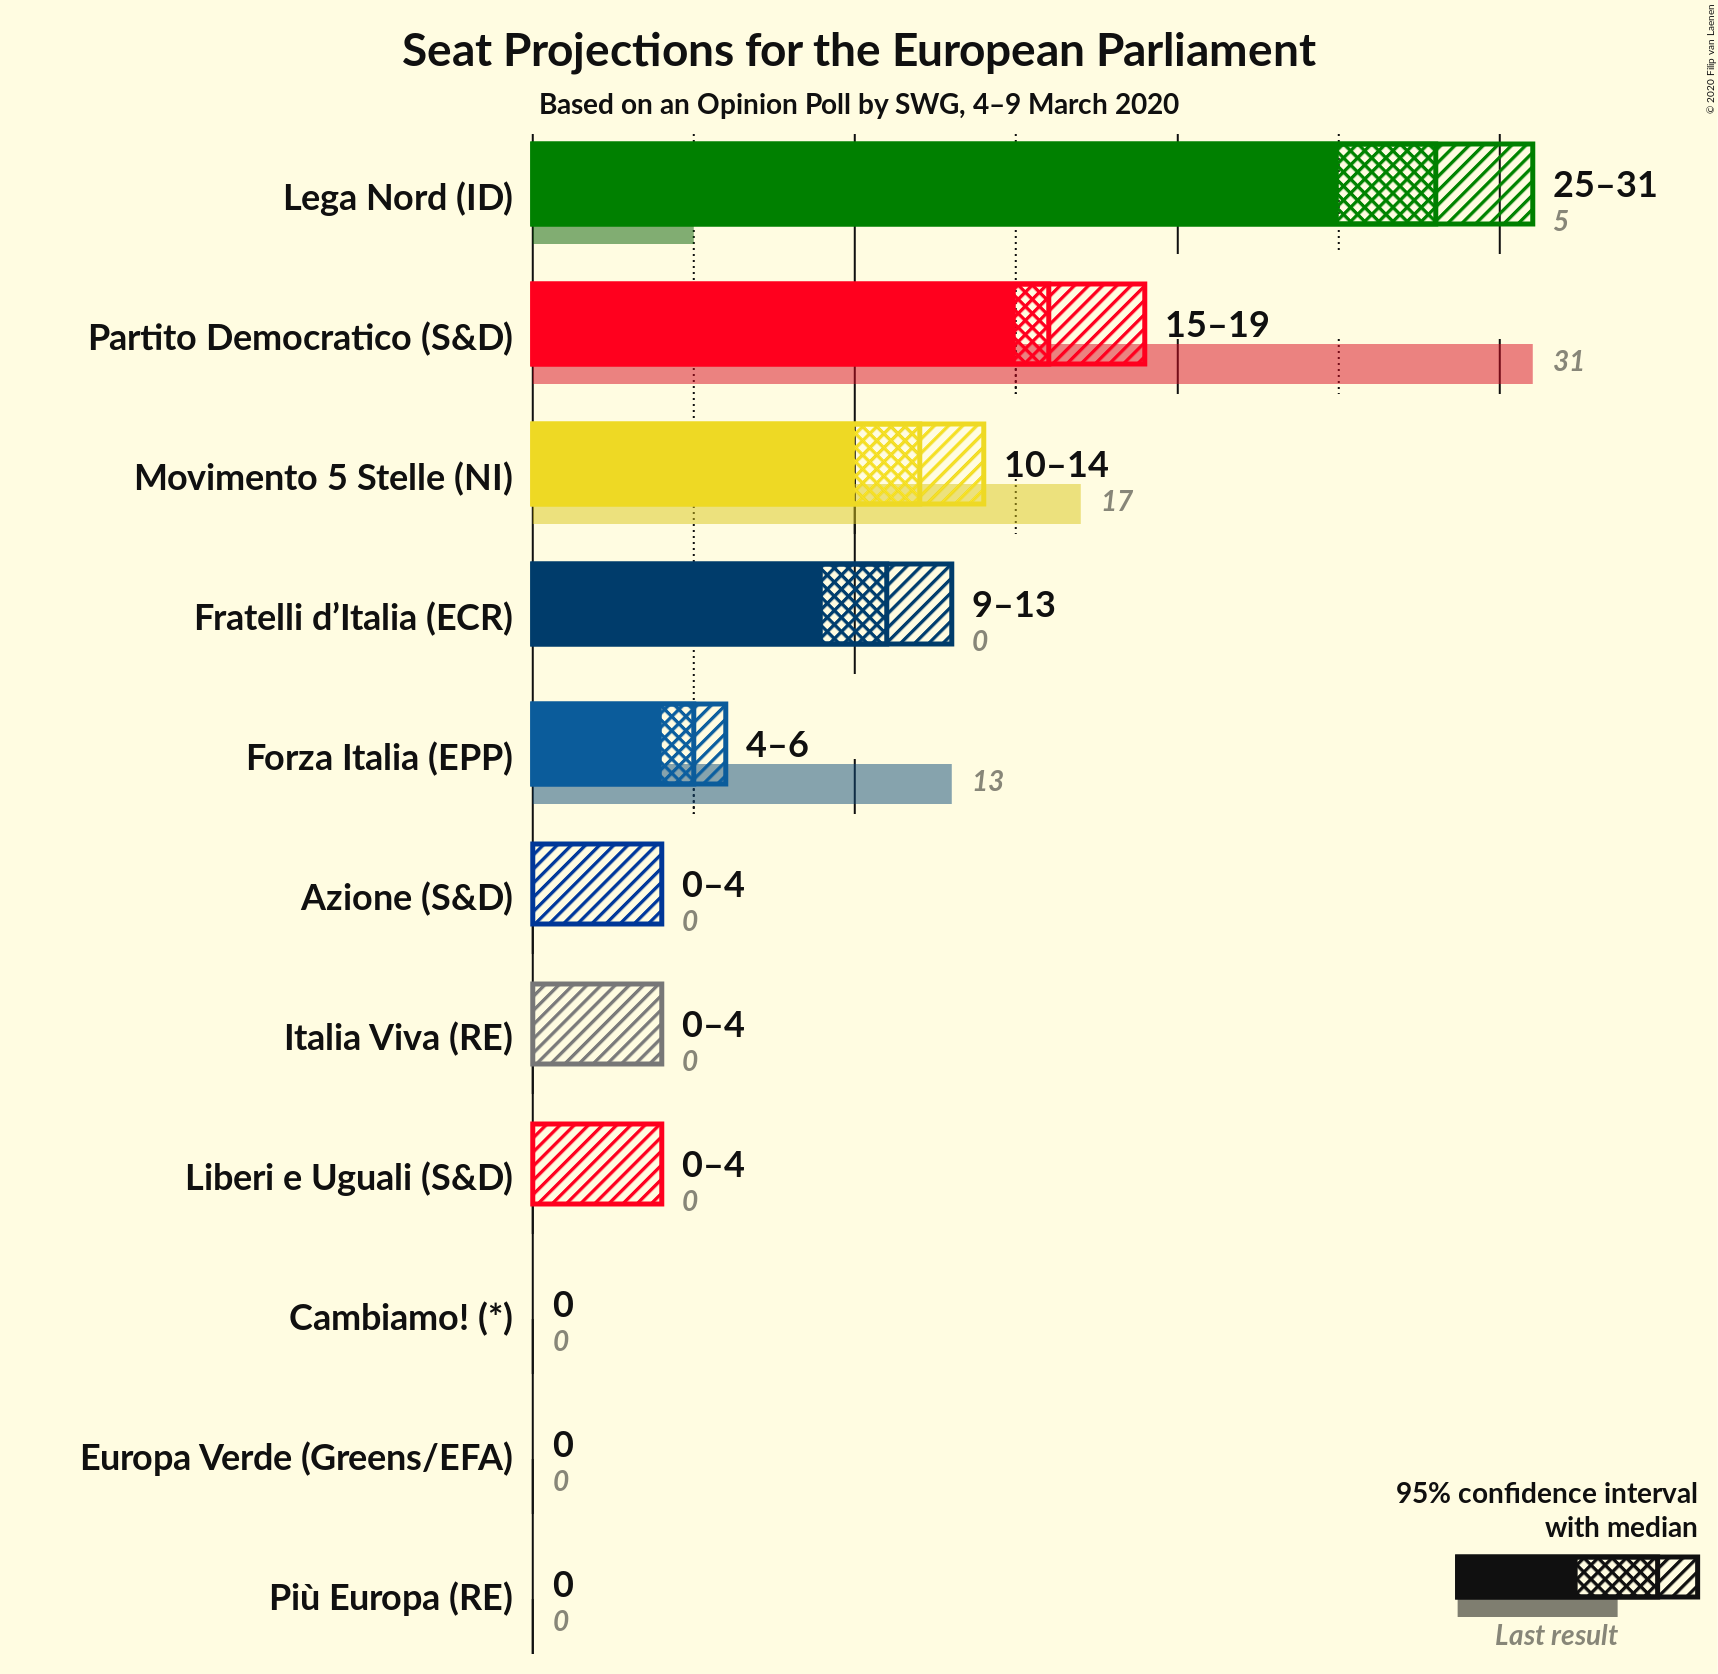 Seat Projections for the European Parliament
Based on an Opinion Poll by SWG, 4–9 March 2020
© 2020 Filip van Laenen
Lega Nord (ID)
25–31
5
Partito Democratico (S&D)
15–19
31
Movimento 5 Stelle (NI)
10–14
17
Fratelli d’Italia (ECR)
9–13
0
Forza Italia (EPP)
4–6
13
Azione (S&D)
0–4
0
Italia Viva (RE)
0–4
0
Liberi e Uguali (S&D)
0–4
0
Cambiamo! (*)
0
0
Europa Verde (Greens/EFA)
0
0
Più Europa (RE)
0
0
95% confidence interval
with median
Last result